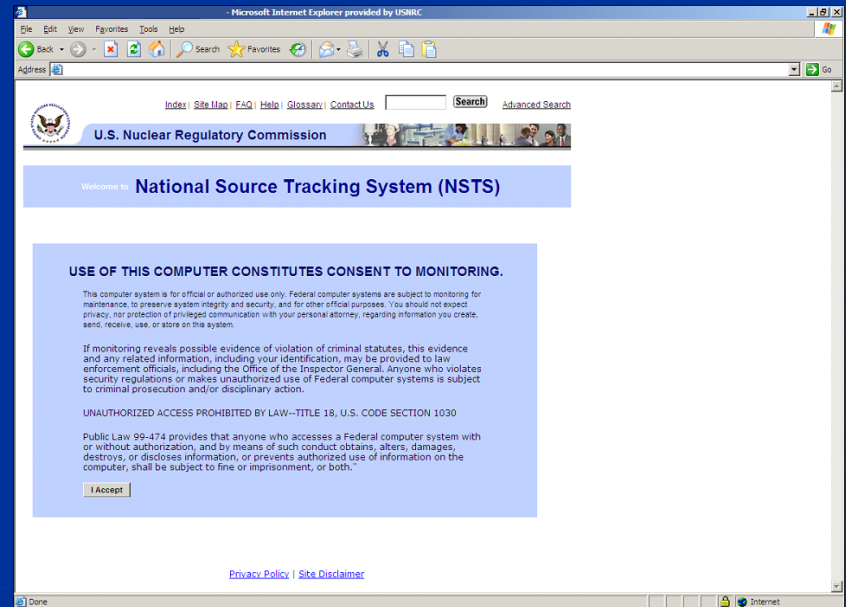 - Microsoft Internet Explorer provided by USNRC
File Edit View Favorites Tools Help
Back Search Favorites
Address Go
Index | Site Map | FAQ | Help | Glossary | Contact Us Search Advanced Search
U.S. Nuclear Regulatory Commission
Welcome to National Source Tracking System (NSTS)
USE OF THIS COMPUTER CONSTITUTES CONSENT TO MONITORING.
This computer system is for official or authorized use only. Federal computer systems are subject to monitoring for
maintenance, to preserve system integrity and security, and for other official purposes. You should not expect
privacy, nor protection of privileged communication with your personal attorney, regarding information you create,
send, receive, use, or store on this system.
If monitoring reveals possible evidence of violation of criminal statutes, this evidence
and any related information, including your identification, may be provided to law
enforcement officials, including the Office of the Inspector General. Anyone who violates
security regulations or makes unauthorized use of Federal computer systems is subject
to criminal prosecution and/or disciplinary action.
UNAUTHORIZED ACCESS PROHIBITED BY LAW--TITLE 18, U.S. CODE SECTION 1030
Public Law 99-474 provides that anyone who accesses a Federal computer system with
or without authorization, and by means of such conduct obtains, alters, damages,
destroys, or discloses information, or prevents authorized use of information on the
computer, shall be subject to fine or imprisonment, or both.¨
I Accept
Privacy Policy | Site Disclaimer
Done Internet